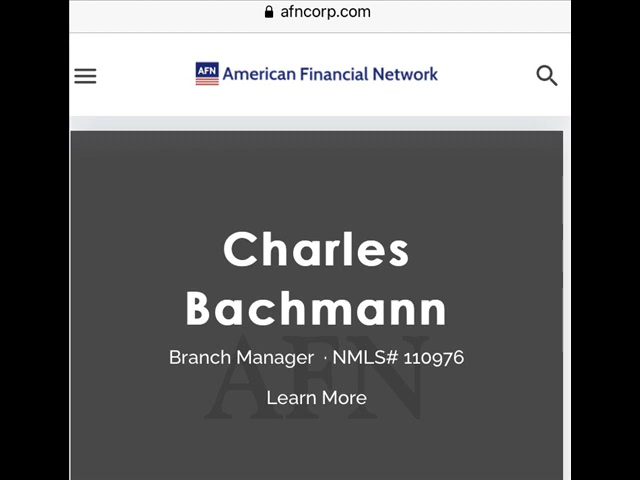 afncorp.com
AFN American Financial Network
Charles
Bachmann
Branch Manager · NMLS# 110976
AFN
Learn More